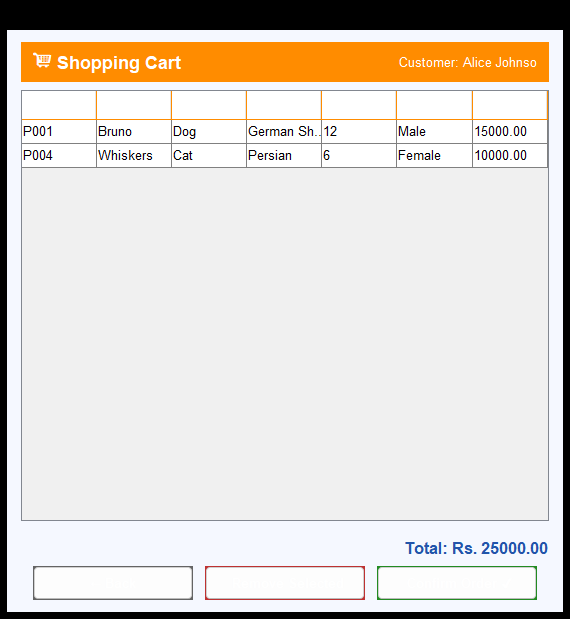 Shopping Cart
Customer: Alice Johnso
P001 Bruno Dog German Sh... 12 Male 15000.00
P004 Whiskers Cat Persian 6 Female 10000.00
Total: Rs. 25000.00